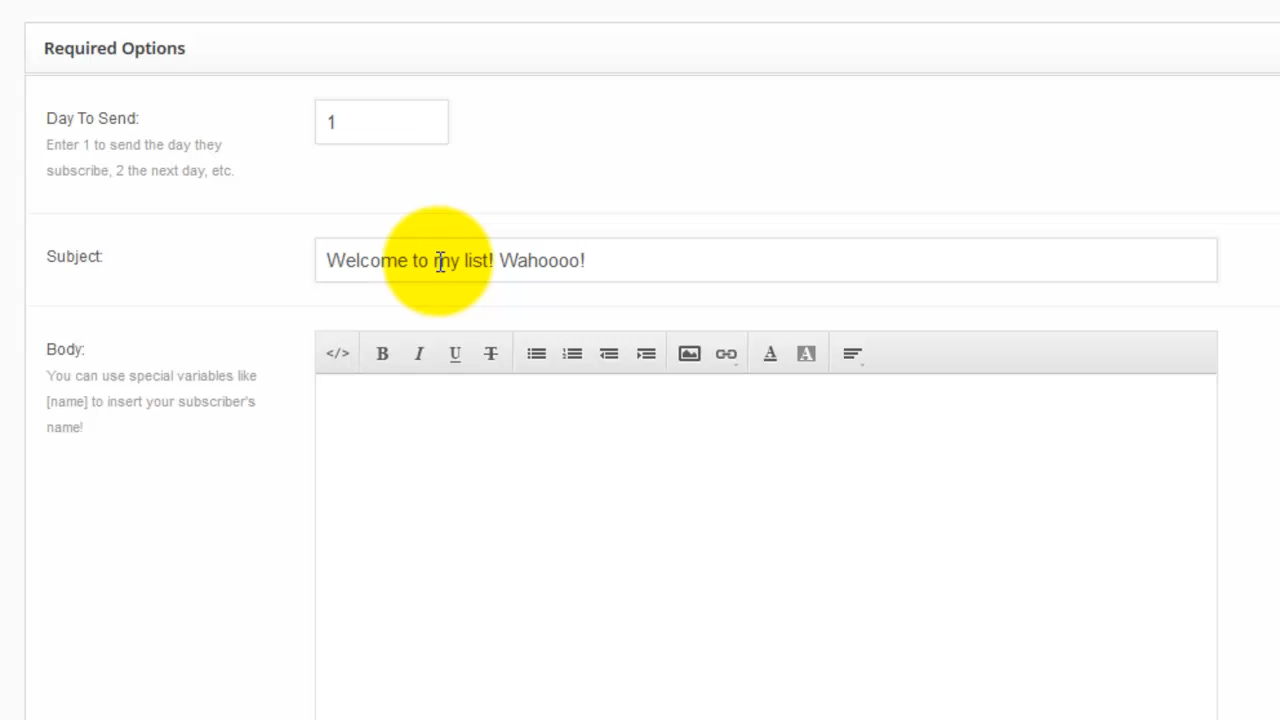 Required Options
Day To Send:
1
Enter 1 to send the day they
subscribe, 2 the next day, etc.
Subject:
Welcome to my list! Wahoooo!
Body:
</> B I U T A A
You can use special variables like
[name] to insert your subscriber's
name!